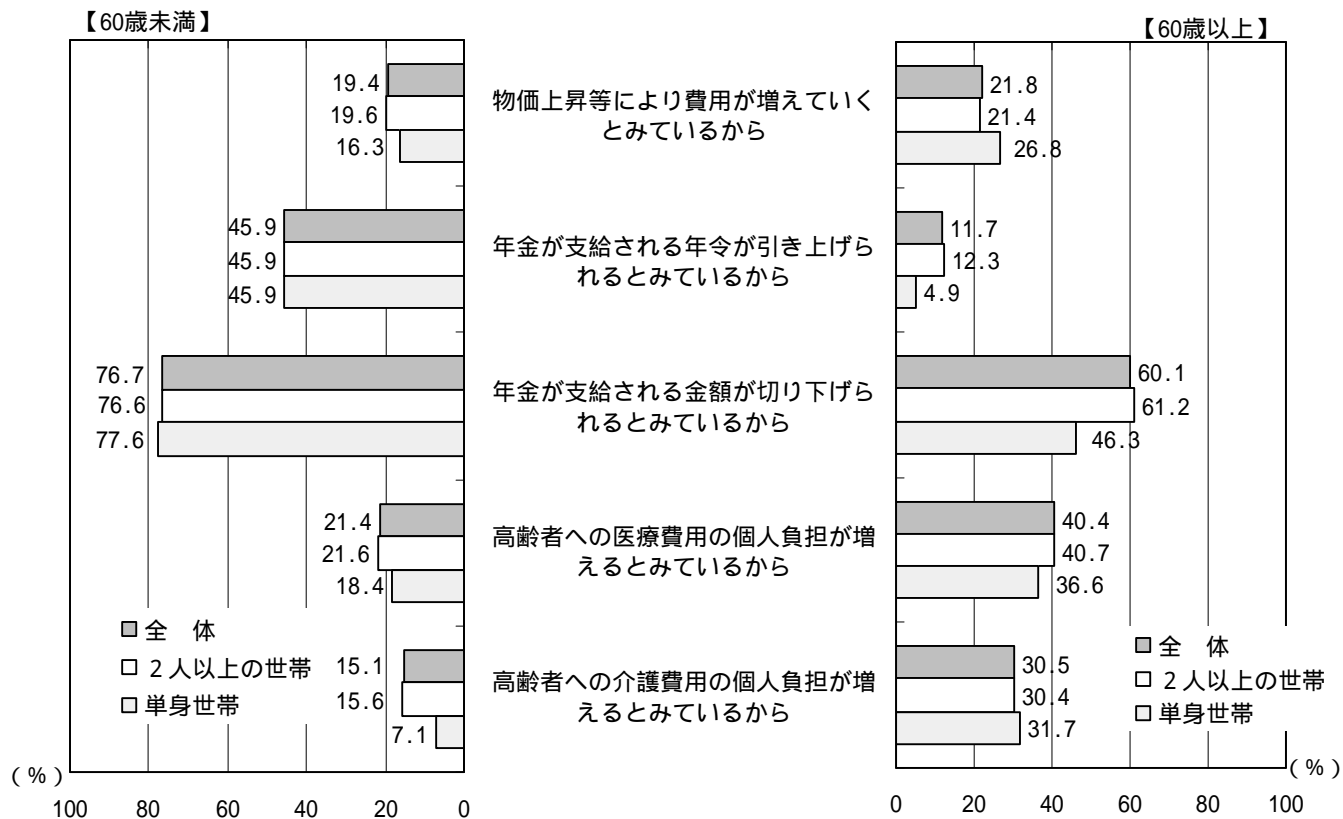 【60歳未満】
【60歳以上】
19.4
19.6
16.3
物価上昇等により費用が増えていく
とみているから
21.8
21.4
26.8
45.9
45.9
45.9
年金が支給される年令が引き上げら
れるとみているから
11.7
12.3
4.9
76.7
76.6
77.6
年金が支給される金額が切り下げら
れるとみているから
60.1
61.2
46.3
21.4
21.6
18.4
高齢者への医療費用の個人負担が増
えるとみているから
40.4
40.7
36.6
15.1
15.6
7.1
高齢者への介護費用の個人負担が増
えるとみているから
30.5
30.4
31.7
全　体
２人以上の世帯
単身世帯
全　体
２人以上の世帯
単身世帯
(％)
100 80 60 40 20 0
0 20 40 60 80 100
(％)